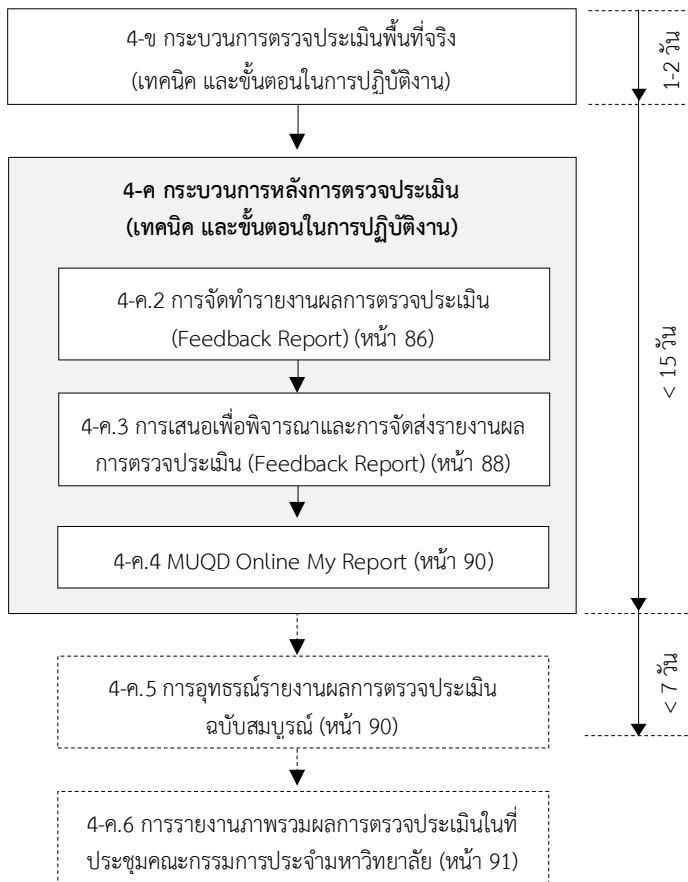 4-ข กระบวนการตรวจประเมินพื้นที่จริง
(เทคนิค และขั้นตอนในการปฏิบัติงาน)
1-2 วัน
4-ค กระบวนการหลังการตรวจประเมิน
(เทคนิค และขั้นตอนในการปฏิบัติงาน)
4-ค.2 การจัดทำรายงานผลการตรวจประเมิน
(Feedback Report) (หน้า 86)
4-ค.3 การเสนอเพื่อพิจารณาและการจัดส่งรายงานผล
การตรวจประเมิน (Feedback Report) (หน้า 88)
4-ค.4 MUQD Online My Report (หน้า 90)
< 15 วัน
4-ค.5 การอุทธรณ์รายงานผลการตรวจประเมิน
ฉบับสมบูรณ์ (หน้า 90)
< 7 วัน
4-ค.6 การรายงานภาพรวมผลการตรวจประเมินในที่
ประชุมคณะกรรมการประจำมหาวิทยาลัย (หน้า 91)